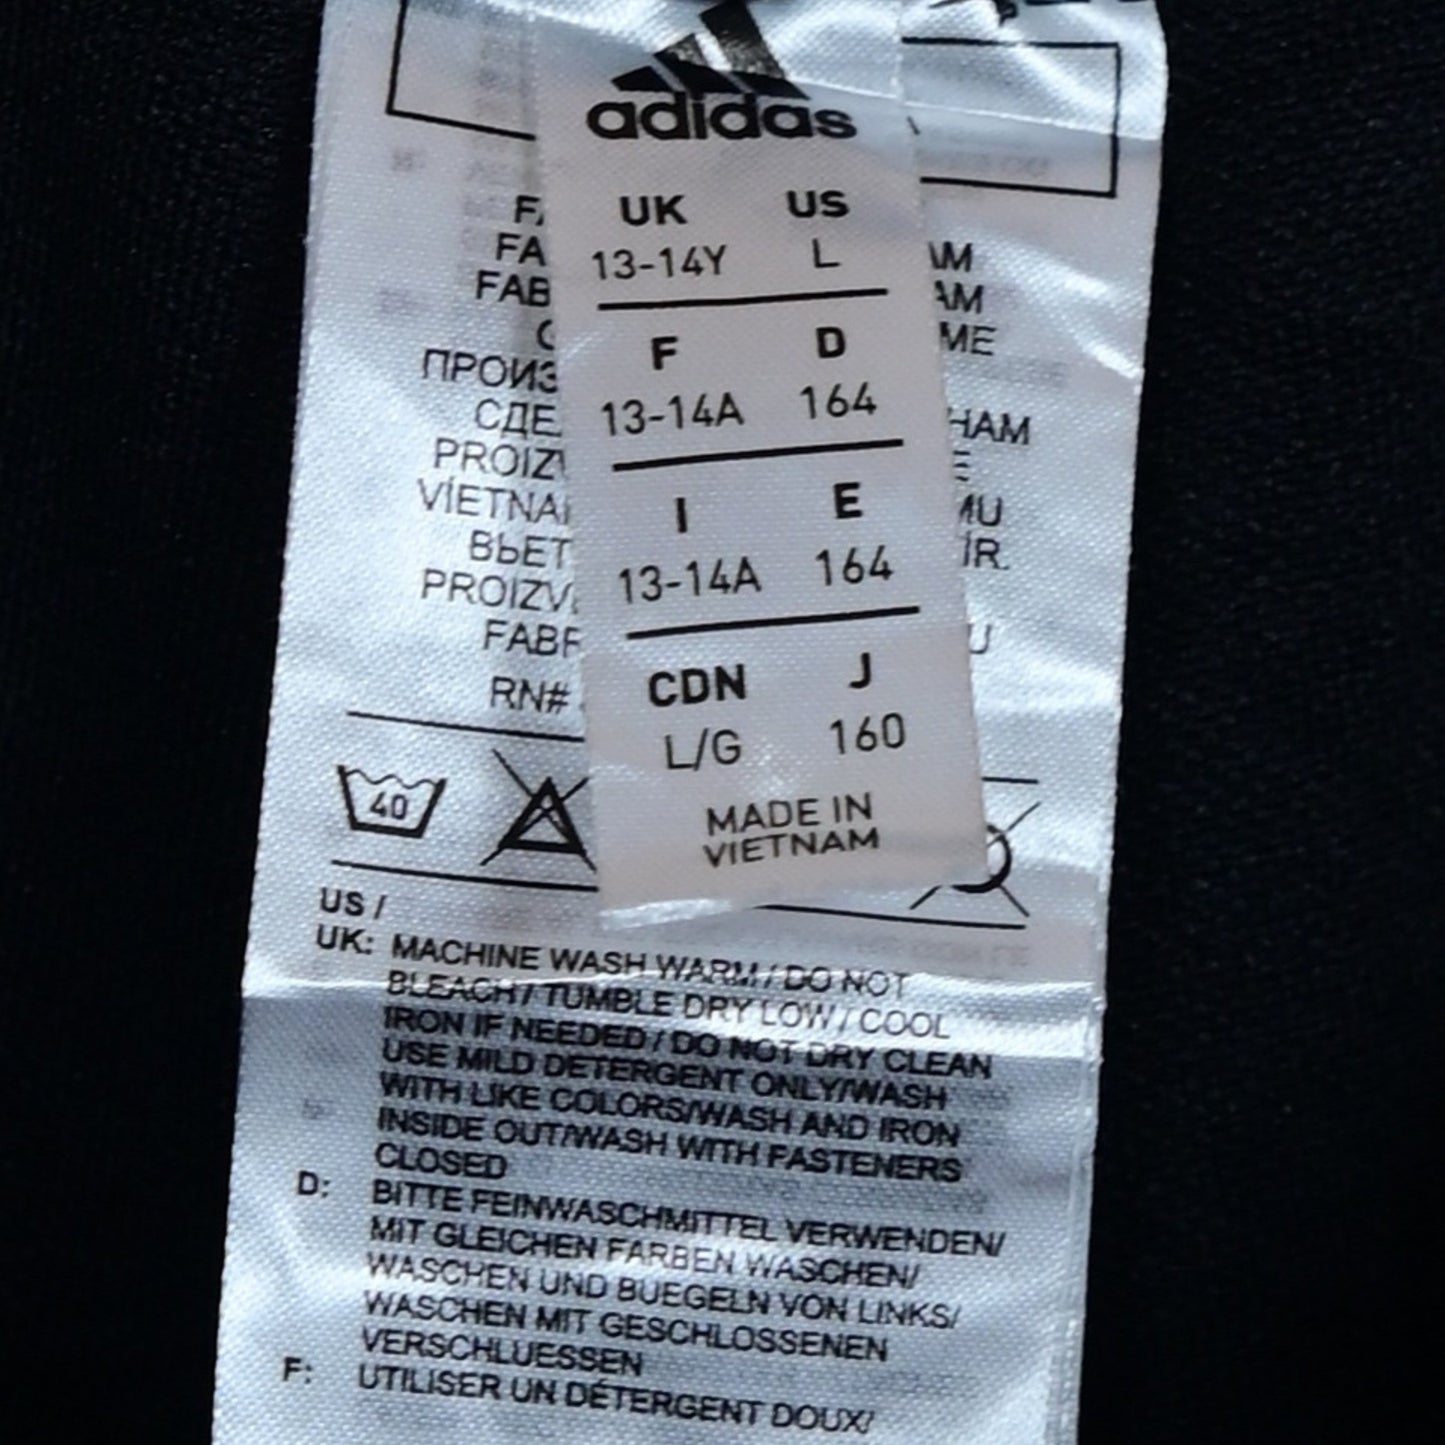 adidas
UK US
13-14Y L
F D
13-14A 164
I E
13-14A 164
CDN J
L/G 160
MADE IN
VIETNAM
RN#
40
US /
UK: MACHINE WASH WARM / DO NOT
BLEACH / TUMBLE DRY LOW / COOL
IRON IF NEEDED / DO NOT DRY CLEAN
USE MILD DETERGENT ONLY/WASH
WITH LIKE COLORS/WASH AND IRON
INSIDE OUT/WASH WITH FASTENERS
CLOSED
D: BITTE FEINWASCHMITTEL VERWENDEN/
MIT GLEICHEN FARBEN WASCHEN/
WASCHEN UND BUEGELN VON LINKS/
WASCHEN MIT GESCHLOSSENEN
VERSCHLUESSEN
F: UTILISER UN DÉTERGENT DOUX/